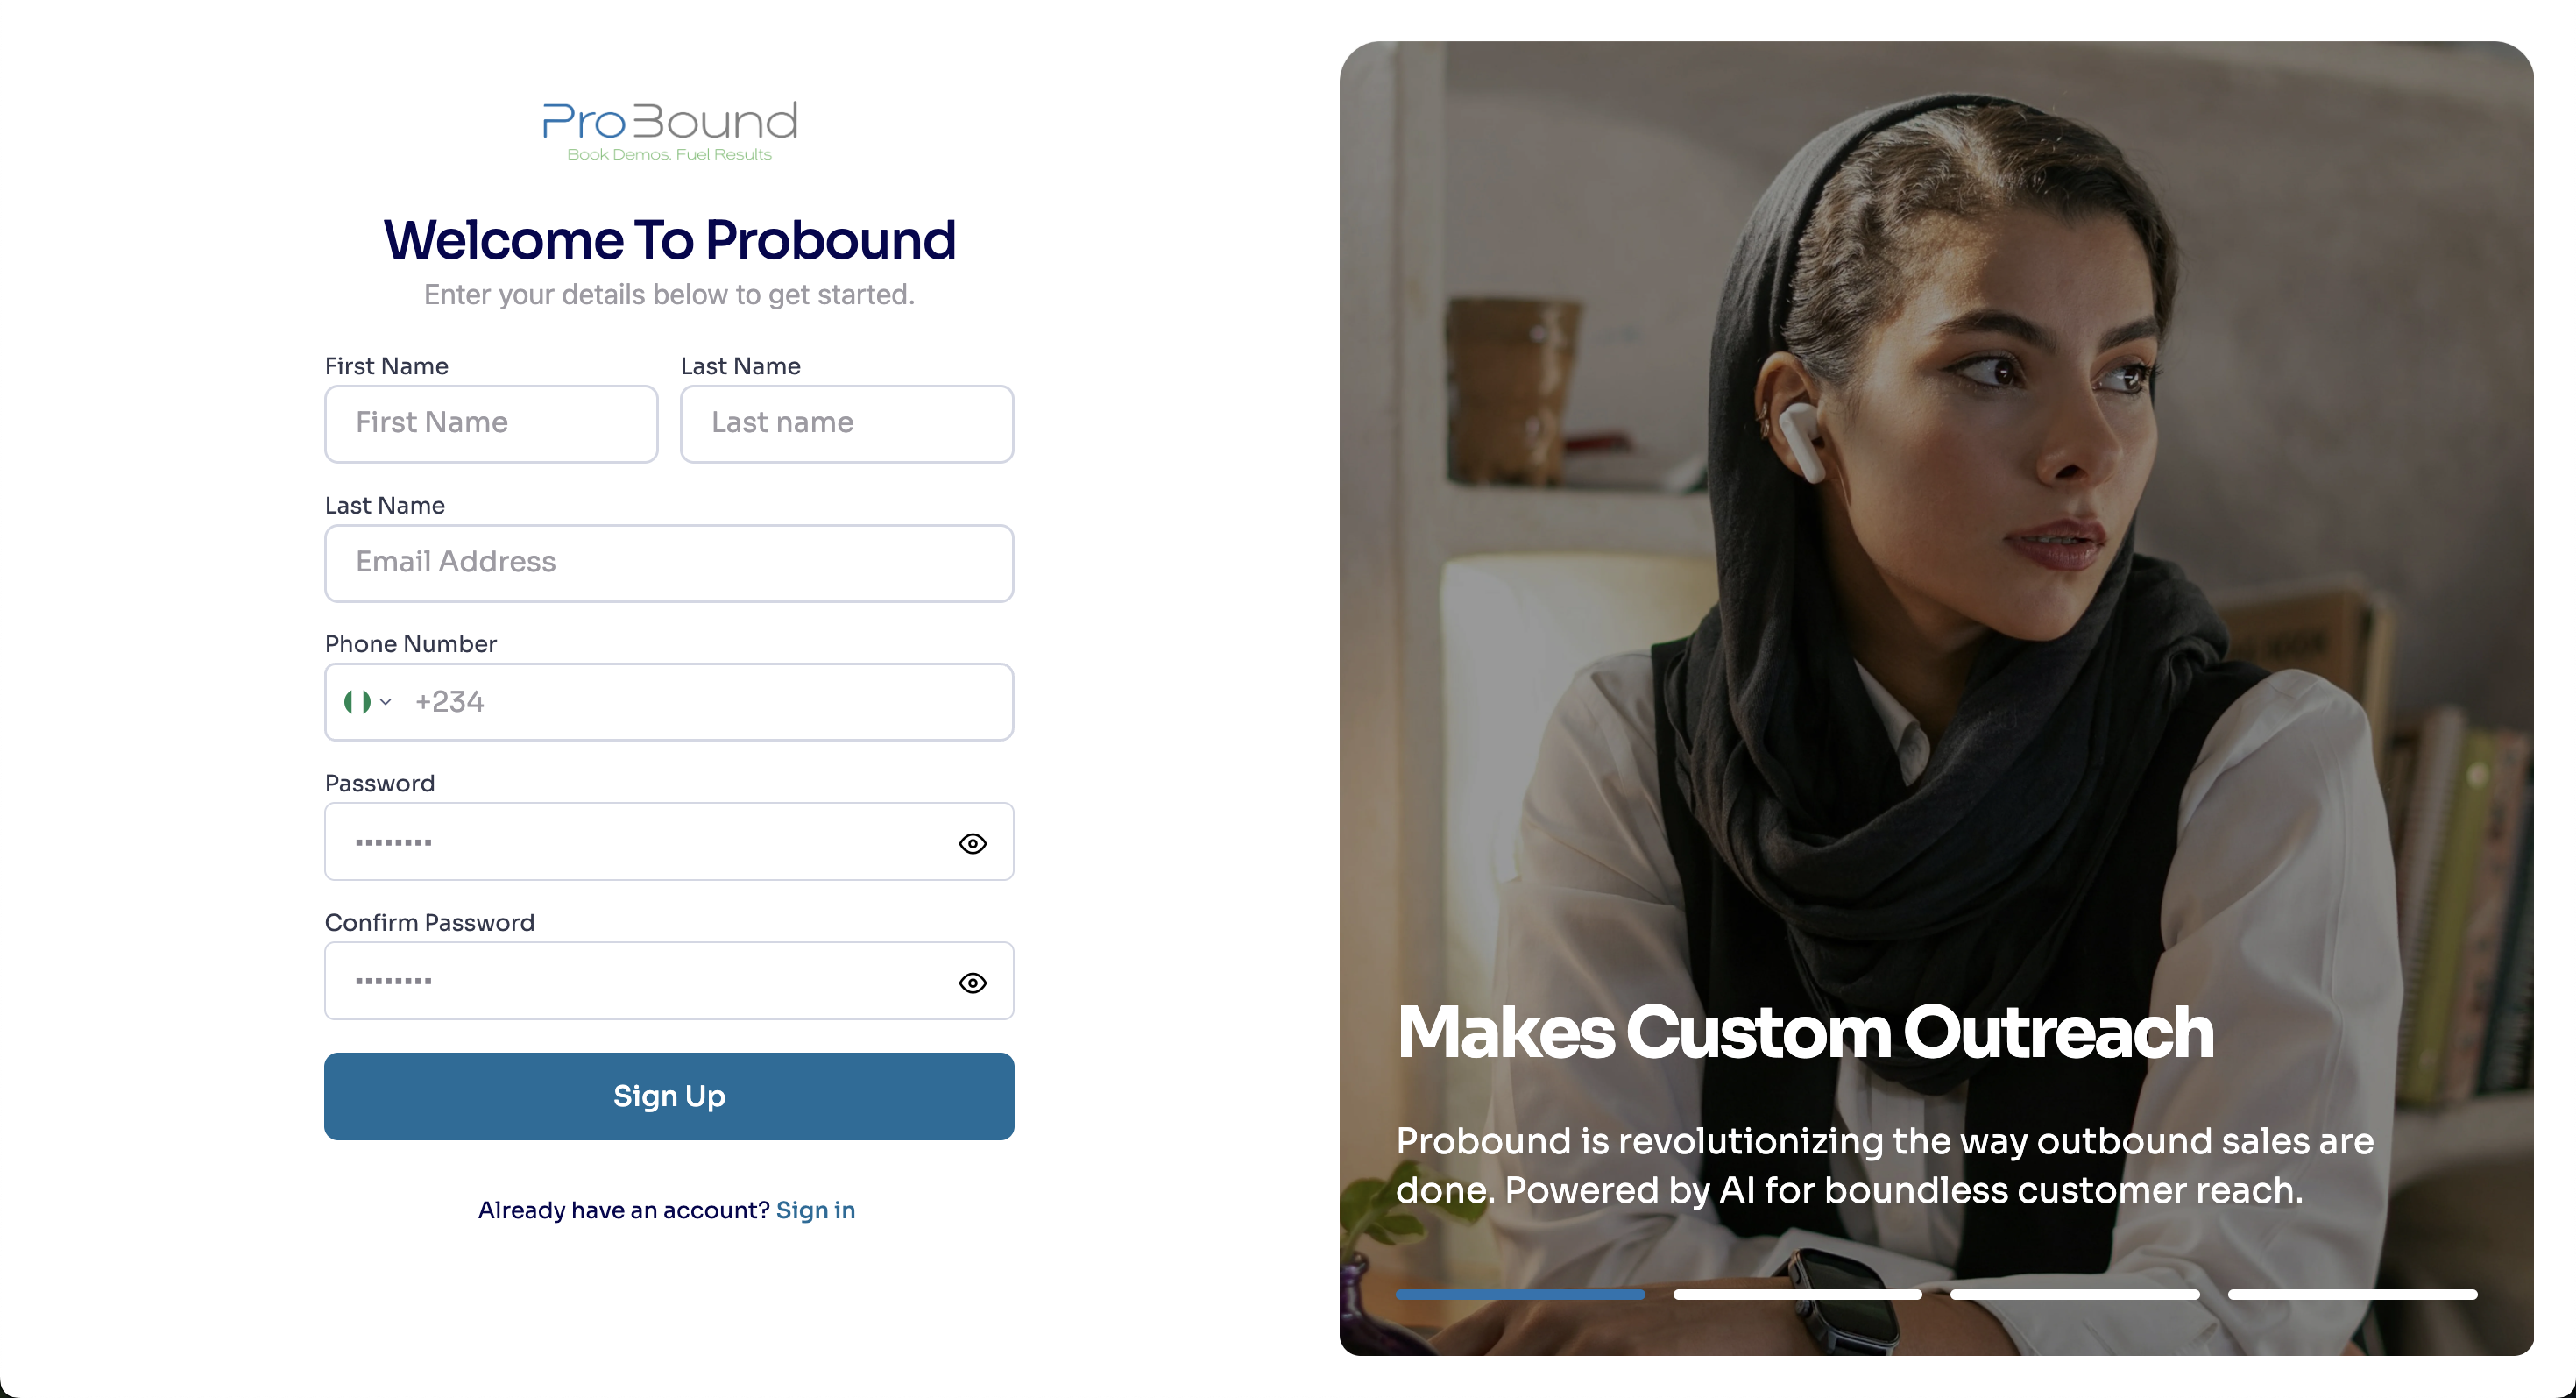 ProBound
Book Demos. Fuel Results
Welcome To Probound
Enter your details below to get started.
First Name
Last Name
First Name
Last name
Last Name
Email Address
Phone Number
+234
Password
••••••••
Confirm Password
••••••••
Sign Up
Already have an account? Sign in
Makes Custom Outreach
Probound is revolutionizing the way outbound sales are
done. Powered by AI for boundless customer reach.